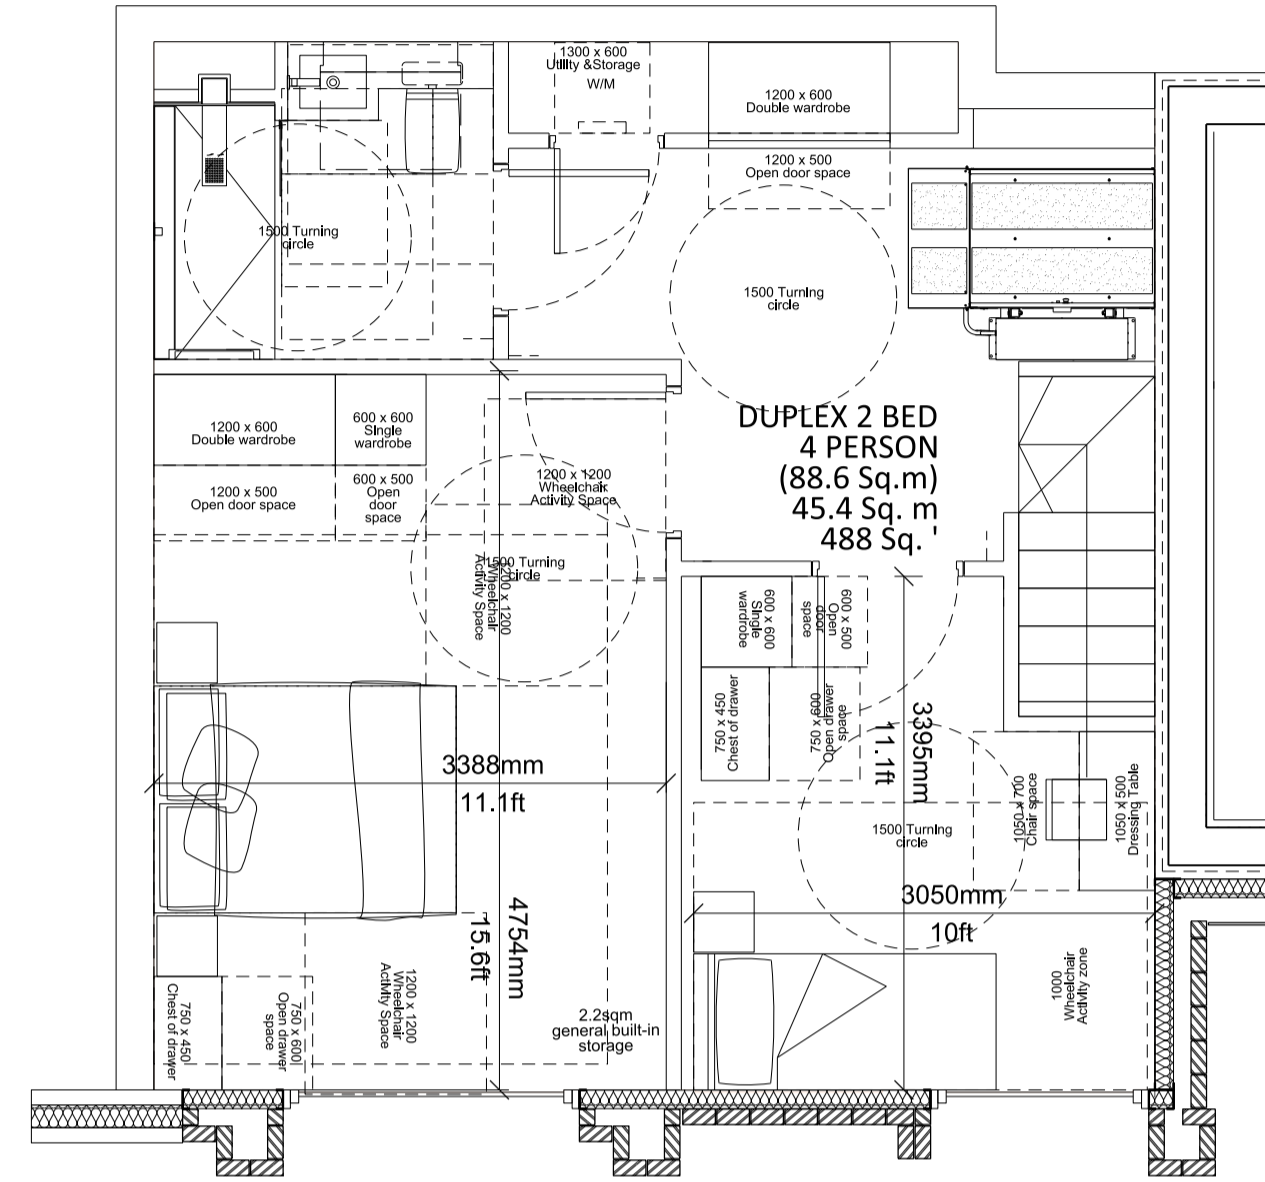 1300 x 600
Utility &Storage
W/M
1200 x 600
Double wardrobe
1200 x 500
Open door space
1500 Turning
circle
1500 Turning
circle
1200 x 600
Double wardrobe
600 x 600
Single
wardrobe
1200 x 500
Open door space
600 x 500
Open
door
space
1200 x 1200
Wheelchair
Activity Space
DUPLEX 2 BED
4 PERSON
(88.6 Sq.m)
45.4 Sq. m
488 Sq. '
1500 Turning
circle
1200 x 1200
Wheelchair
Activity Space
600 x 600
Single
wardrobe
600 x 500
Open
door
space
750 x 450
Chest of drawer
750 x 600
Open drawer
space
3395mm
11.1ft
3388mm
11.1ft
1500 Turning
circle
1050 x 700
Chair space
1050 x 500
Dressing Table
3050mm
10ft
4754mm
15.6ft
750 x 450
Chest of drawer
750 x 600
Open drawer
space
1200 x 1200
Wheelchair
Activity Space
2.2sqm
general built-in
storage
1000
Wheelchair
Activity zone